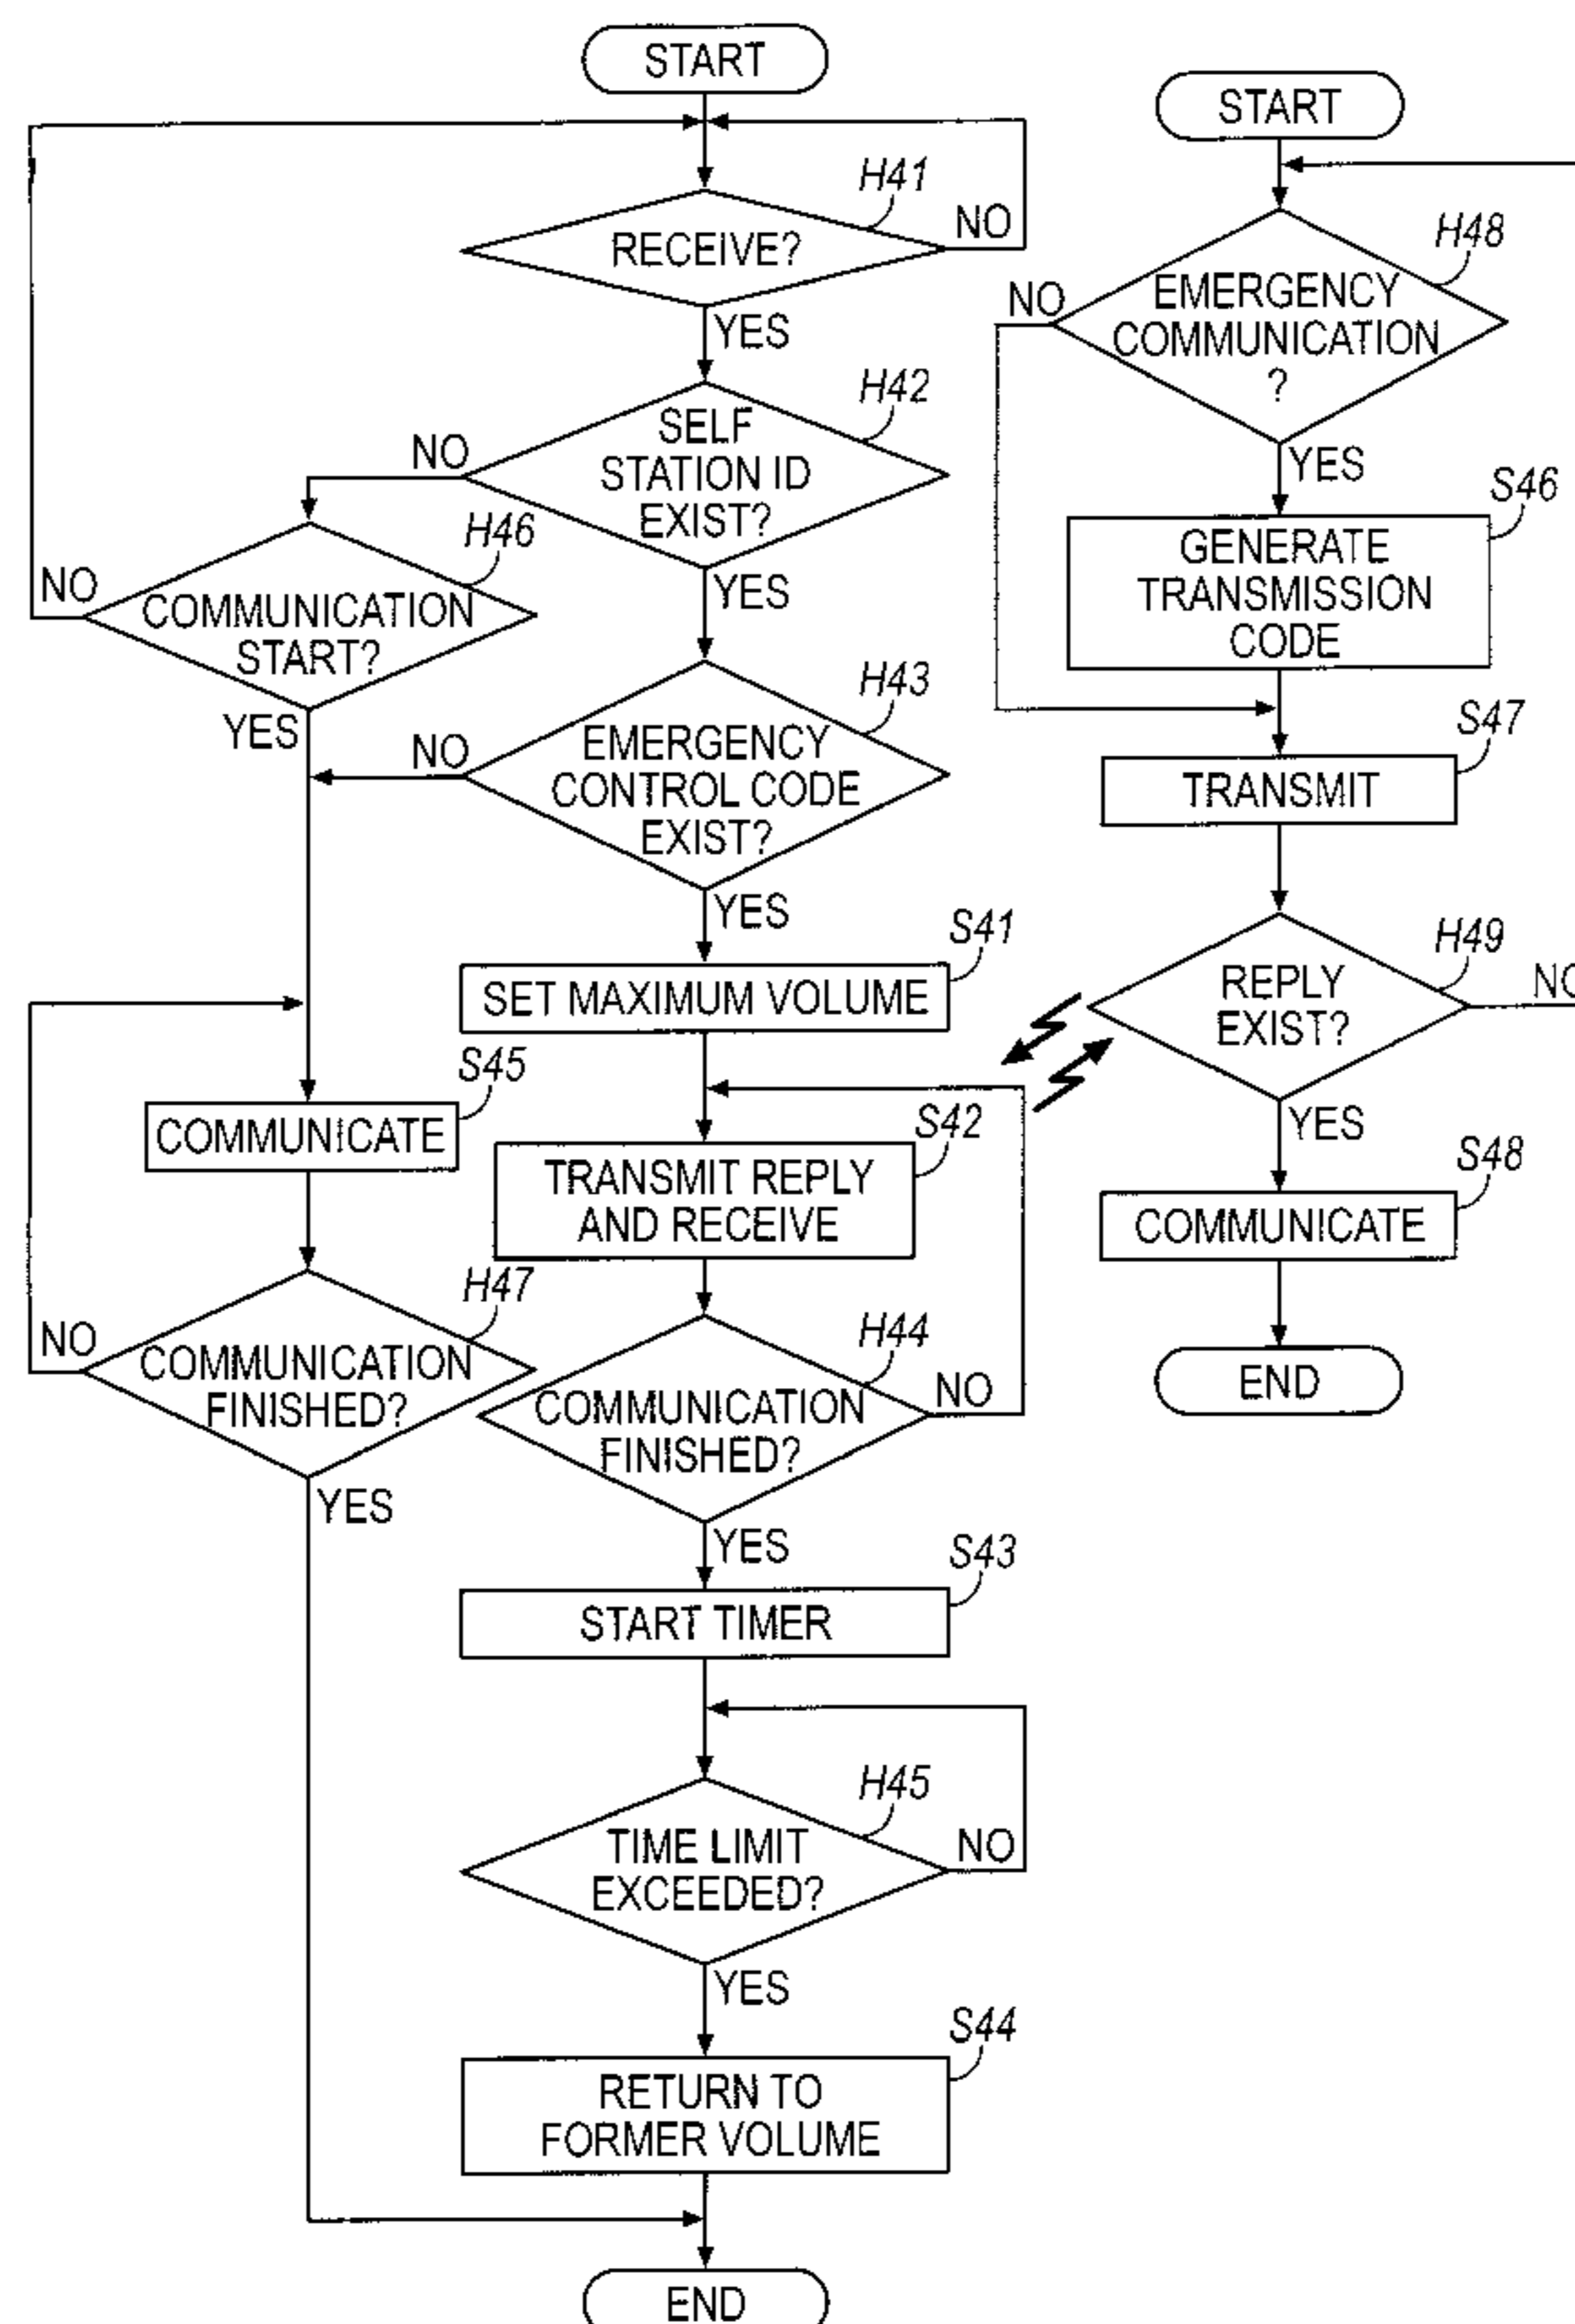 START
H41
RECEIVE?
NO
YES
H42
SELF
STATION ID
EXIST?
NO
YES
H46
COMMUNICATION
START?
NO
YES
H43
EMERGENCY
CONTROL CODE
EXIST?
NO
YES
S41
SET MAXIMUM VOLUME
S45
COMMUNICATE
S42
TRANSMIT REPLY
AND RECEIVE
H47
COMMUNICATION
FINISHED?
NO
YES
H44
COMMUNICATION
FINISHED?
NO
YES
S43
START TIMER
H45
TIME LIMIT
EXCEEDED?
NO
YES
S44
RETURN TO
FORMER VOLUME
END
START
H48
EMERGENCY
COMMUNICATION
?
NO
YES
S46
GENERATE
TRANSMISSION
CODE
S47
TRANSMIT
H49
REPLY
EXIST?
NO
YES
S48
COMMUNICATE
END